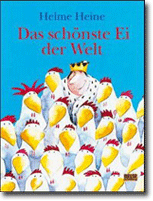 Helme Heine
Das schönste Ei
der Welt